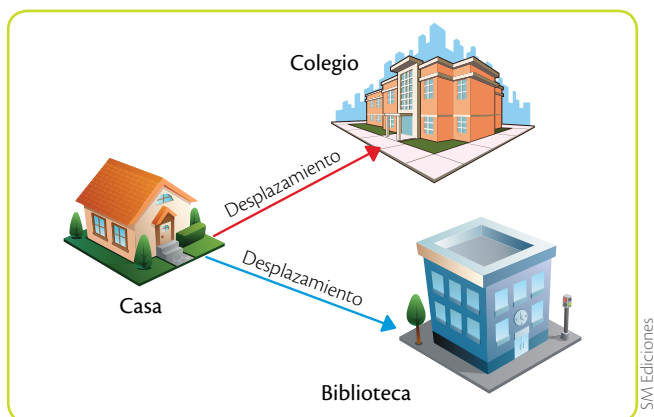 Colegio
Desplazamiento
Desplazamiento
Casa
Biblioteca
SM Ediciones